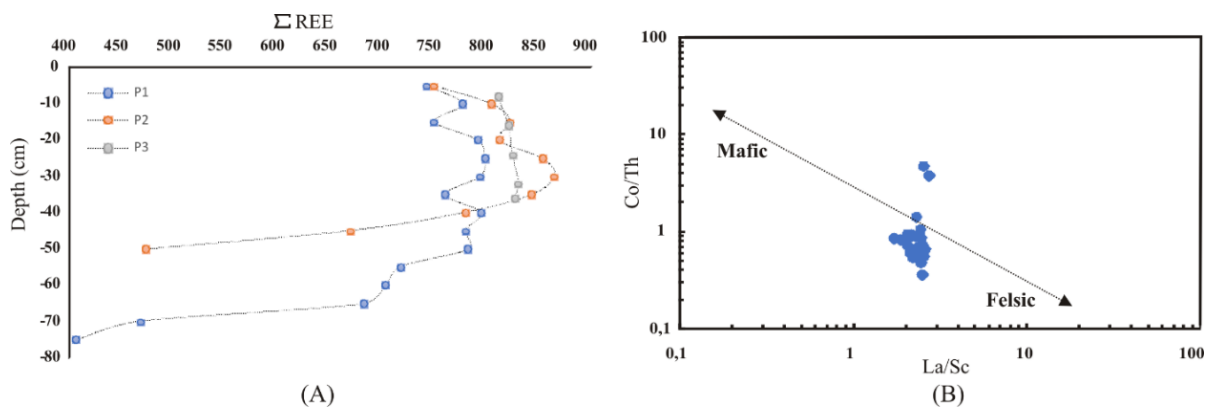 Σ REE
400 450 500 550 600 650 700 750 800 850 900
0
-10
-20
-30
-40
-50
-60
-70
-80
Depth (cm)
P1
P2
P3
(A)
100
10
1
0,1
Co/Th
Mafic
Felsic
0,1 1 10 100
La/Sc
(B)